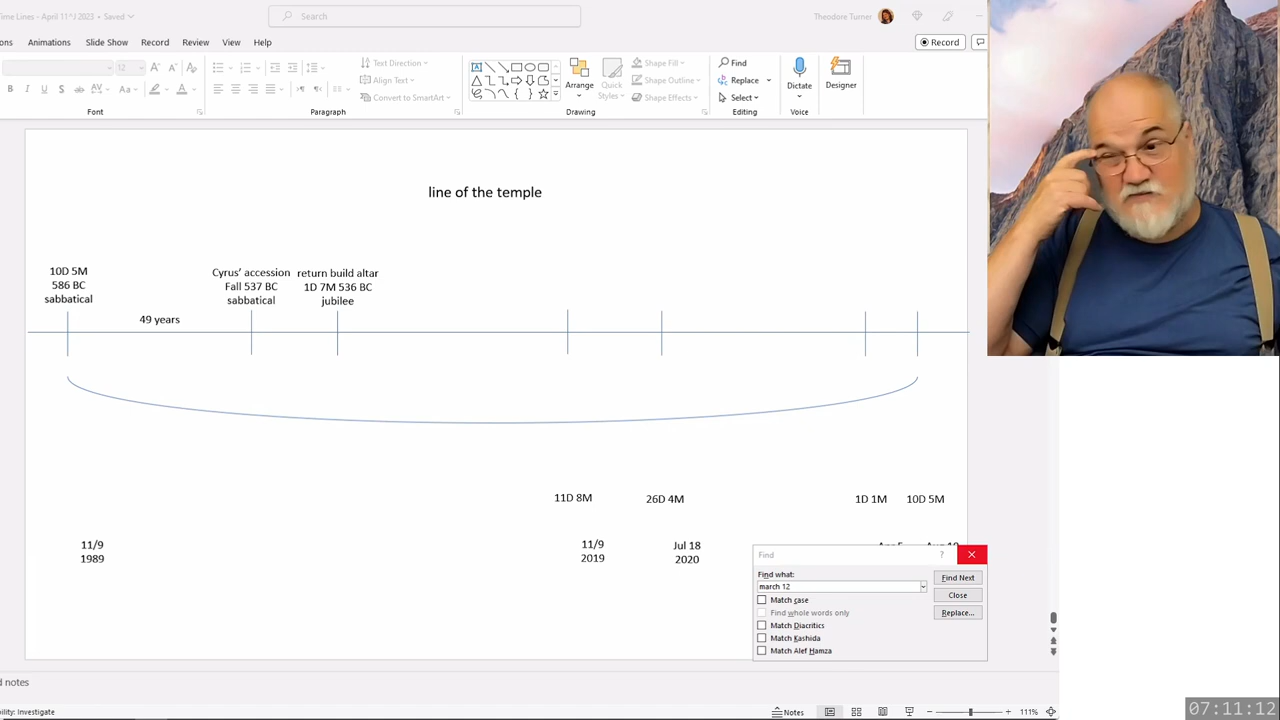 Time Lines - April 11^J 2023 • Saved
Search
Theodore Turner
ons Animations Slide Show Record Review View Help
Record
12
Text Direction
Align Text
Convert to SmartArt
Arrange
Quick Styles
Shape Fill
Shape Outline
Shape Effects
Find
Replace
Select
Dictate
Designer
Font
Paragraph
Drawing
Editing
Voice
line of the temple
10D 5M
586 BC
sabbatical
Cyrus' accession
Fall 537 BC
sabbatical
return build altar
1D 7M 536 BC
jubilee
49 years
11D 8M
26D 4M
1D 1M
10D 5M
11/9
1989
11/9
2019
Jul 18
2020
Find
?
Find what:
march 12
Match case
Find whole words only
Match Diacritics
Match Kashida
Match Alef Hamza
Find Next
Close
Replace...
d notes
bility: Investigate
Notes
111%
07:11:12